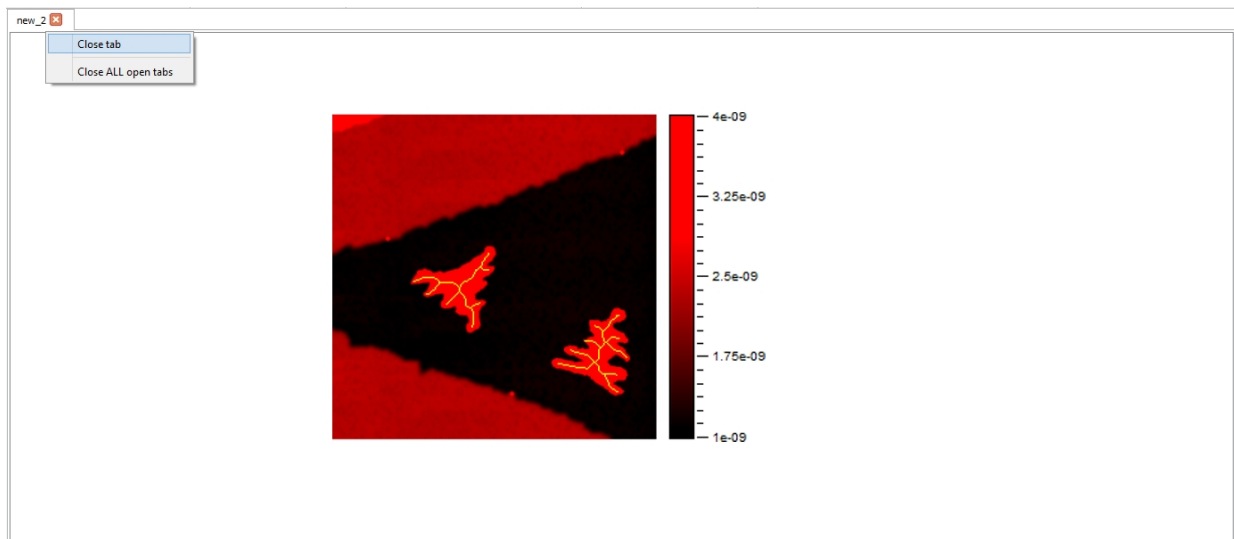 new_2
Close tab
Close ALL open tabs
4e-09
3.25e-09
2.5e-09
1.75e-09
1e-09